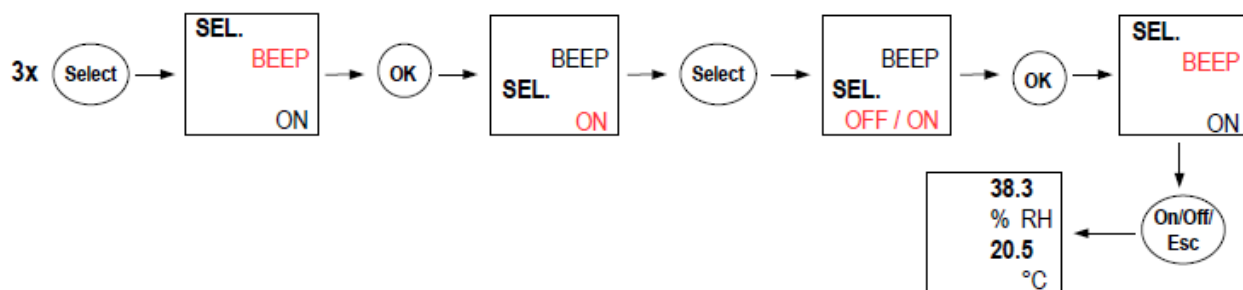 3x
Select
SEL.
BEEP
ON
OK
BEEP
SEL.
ON
Select
BEEP
SEL.
OFF / ON
OK
SEL.
BEEP
ON
On/Off/
Esc
38.3
% RH
20.5
°C